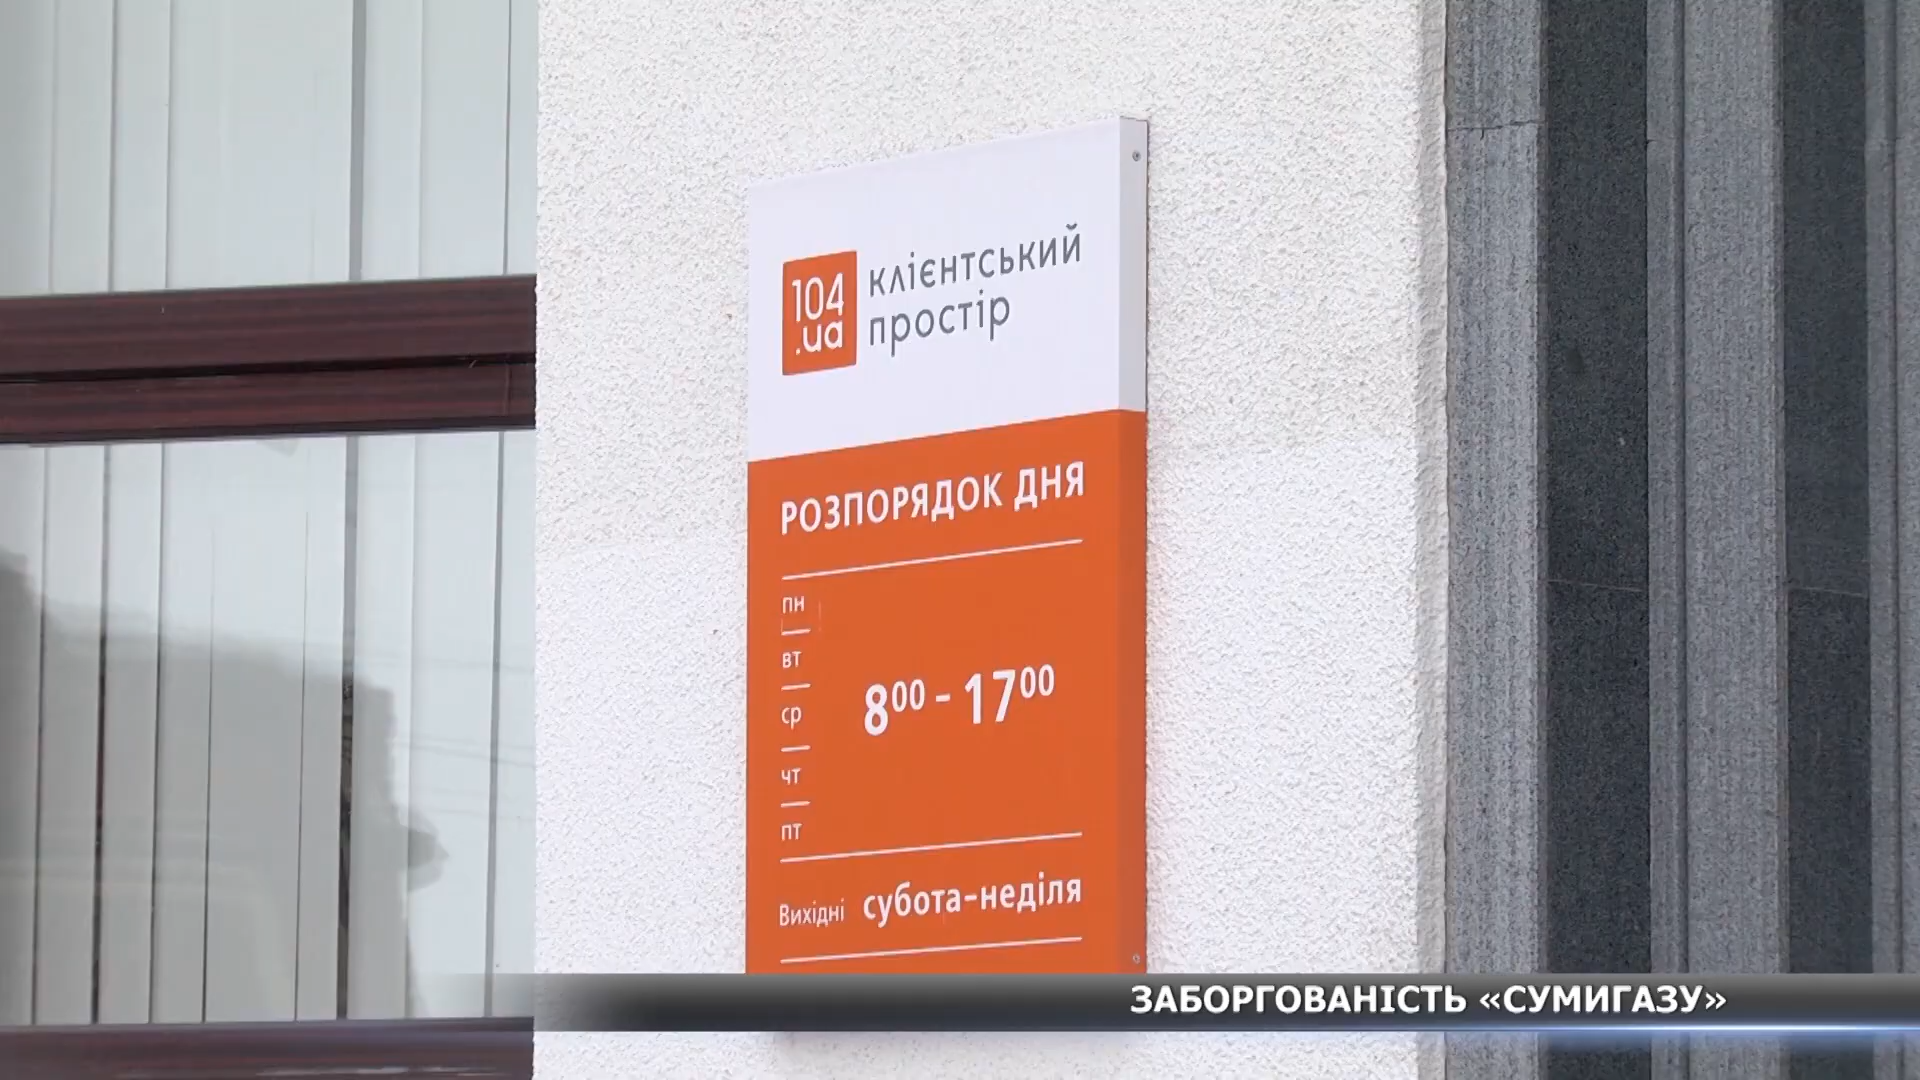 104
.ua
клієнтський
простір
РОЗПОРЯДОК ДНЯ
пн
вт
ср
чт
пт
8⁰⁰ - 17⁰⁰
Вихідні субота-неділя
ЗАБОРГОВАНІСТЬ «СУМИГАЗУ»